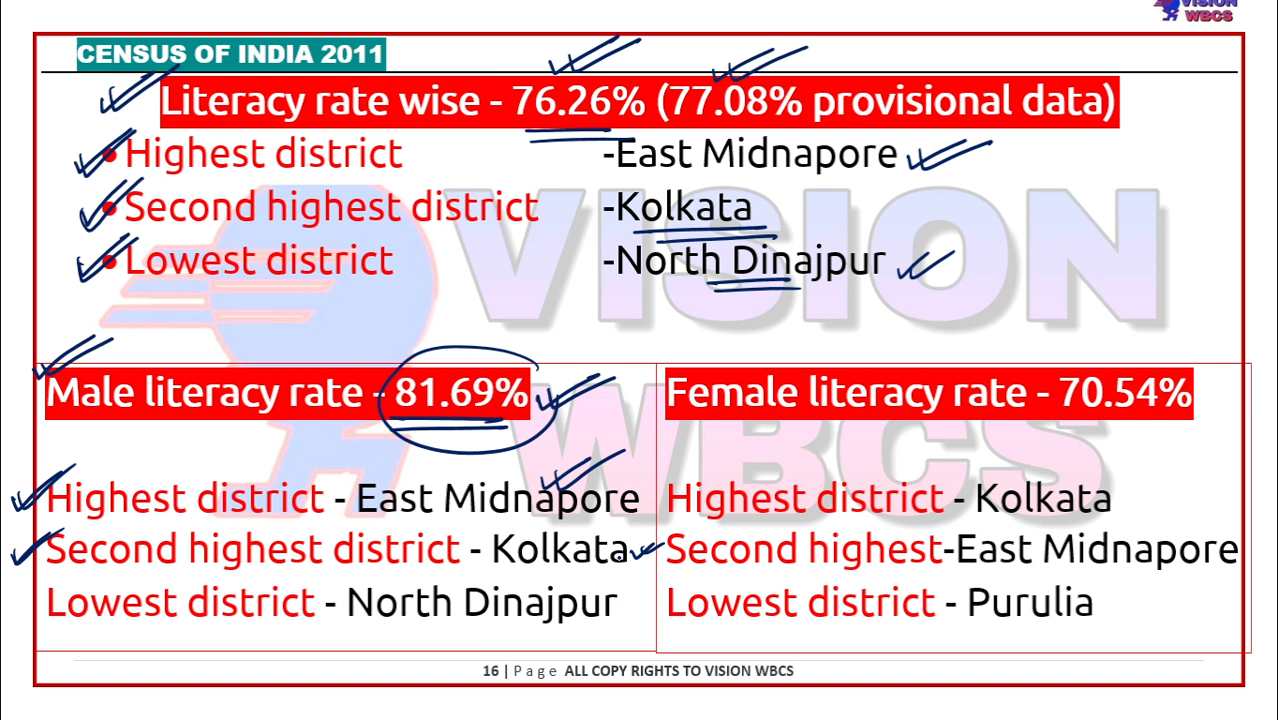 VISION
WBCS
CENSUS OF INDIA 2011
Literacy rate wise - 76.26% (77.08% provisional data)
• Highest district -East Midnapore
• Second highest district -Kolkata
• Lowest district -North Dinajpur
VISION
WBCS
Male literacy rate - 81.69%
Highest district - East Midnapore
Second highest district - Kolkata
Lowest district - North Dinajpur
Female literacy rate - 70.54%
Highest district - Kolkata
Second highest-East Midnapore
Lowest district - Purulia
16 | P a g e ALL COPY RIGHTS TO VISION WBCS